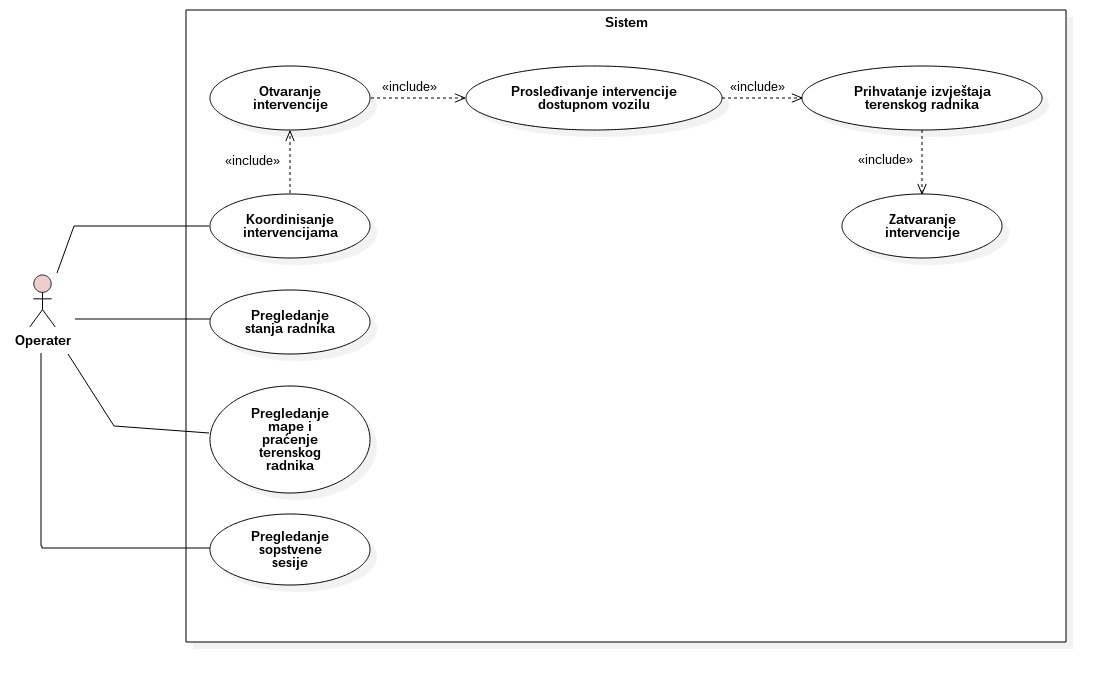 Sistem
Otvaranje
intervencije
«include»
Prosleđivanje intervencije
dostupnom vozilu
«include»
Prihvatanje izvještaja
terenskog radnika
«include»
«include»
Koordinisanje
intervencijama
Zatvaranje
intervencije
Pregledanje
stanja radnika
Operater
Pregledanje
mape i
praćenje
terenskog
radnika
Pregledanje
sopstvene
sesije